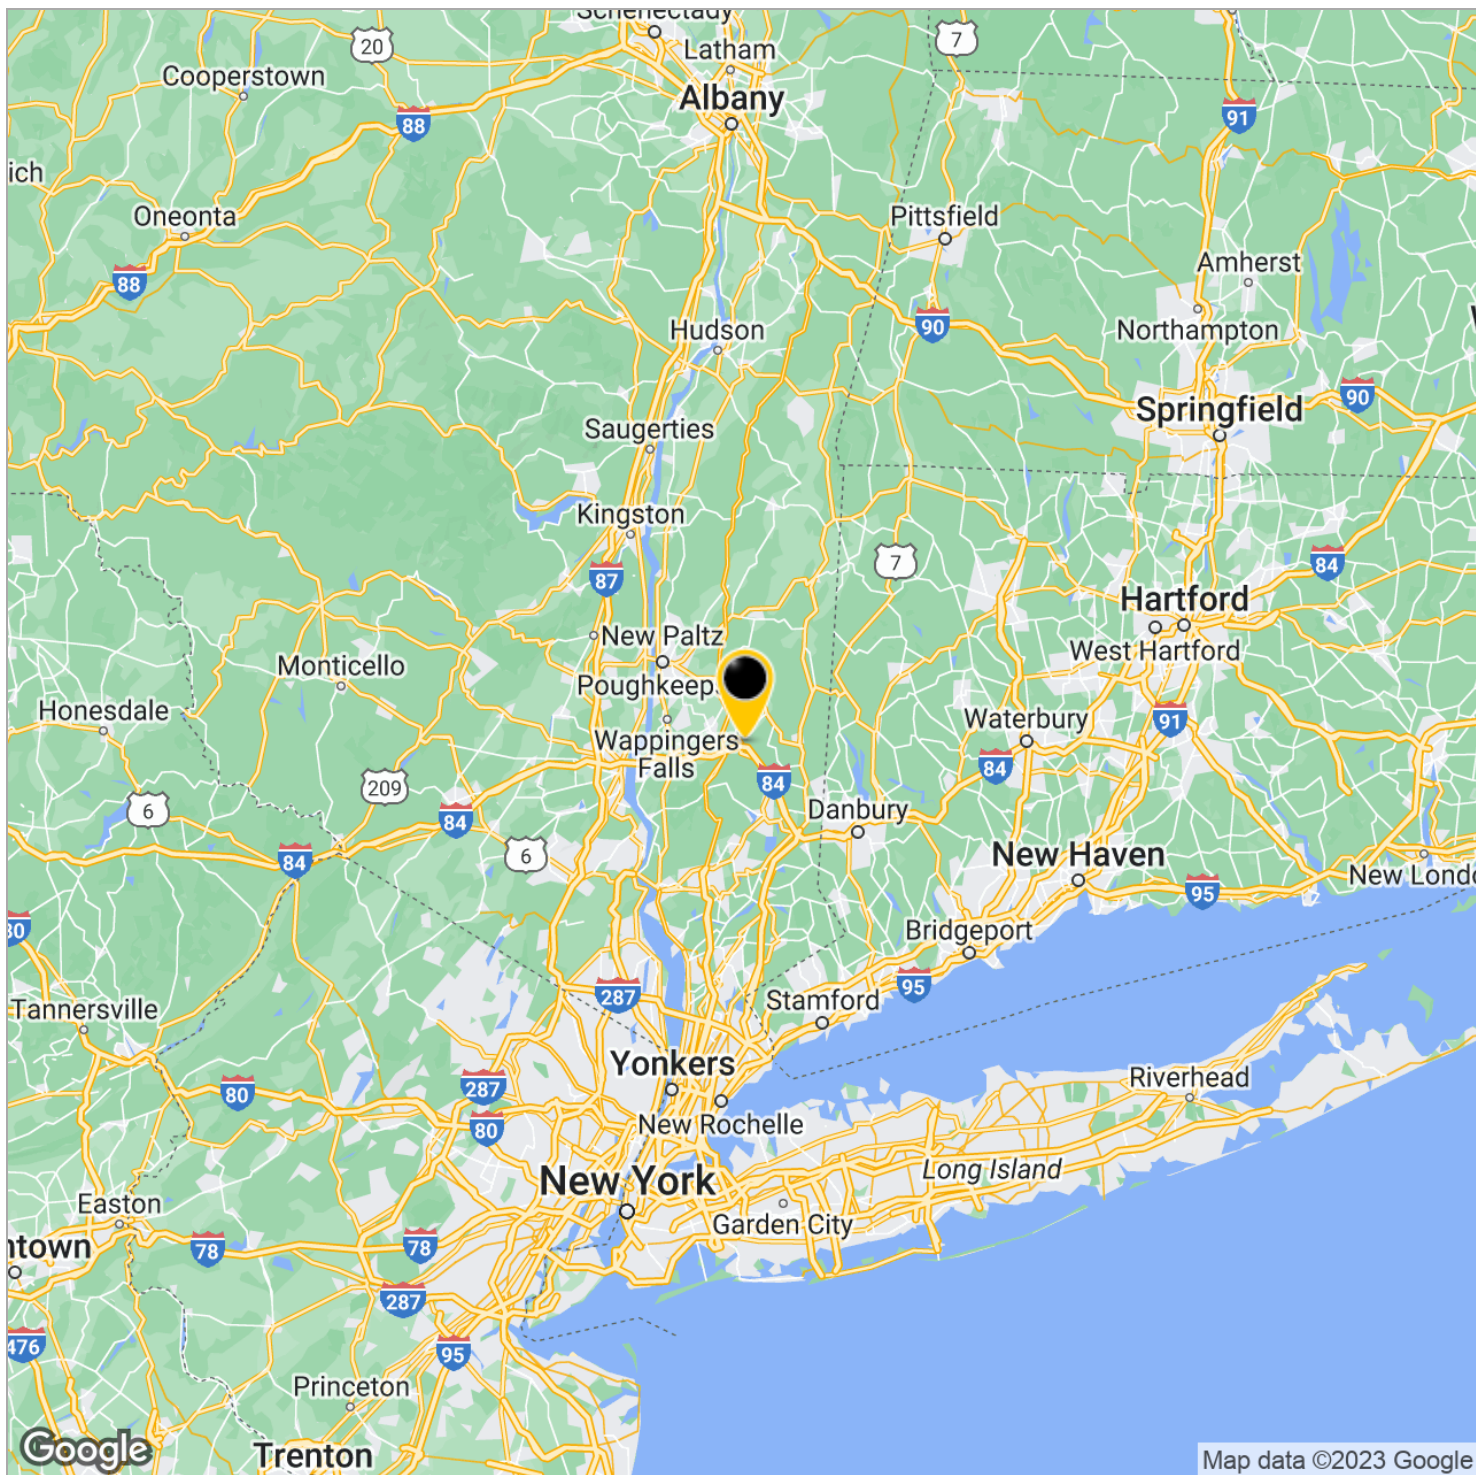 Schenectady
20
7
Latham
Cooperstown
Albany
88
91
ich
Oneonta
Pittsfield
Amherst
88
Hudson
90
Northampton
Springfield
90
Saugerties
Kingston
7
84
87
Hartford
New Paltz
West Hartford
Monticello
Poughkeep
Honesdale
Waterbury
91
Wappingers
Falls
84
84
209
6
Danbury
84
6
84
New Haven
New Lond
95
80
Bridgeport
95
287
Stamford
Tannersville
Yonkers
Riverhead
287
80
New Rochelle
80
Long Island
New York
Easton
Garden City
ntown
78
78
287
476
95
Princeton
Google
Trenton
Map data ©2023 Google